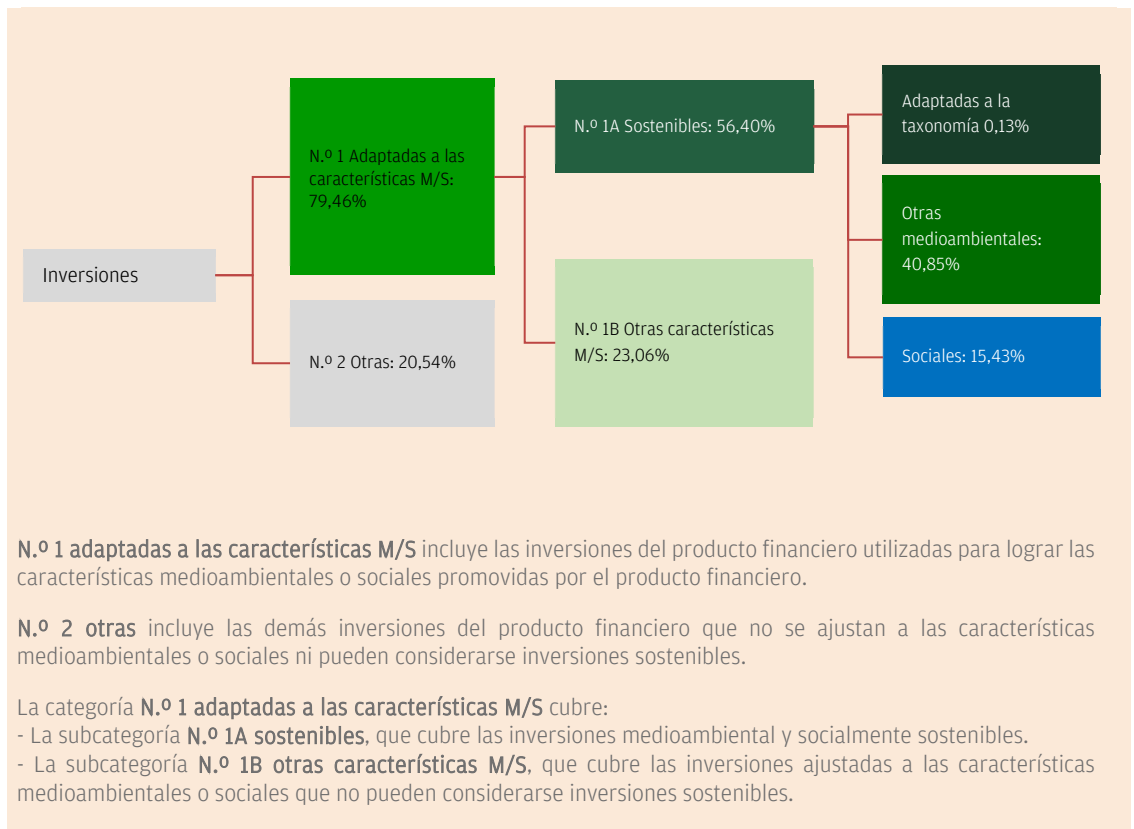 Inversiones
N.º 1 Adaptadas a las
características M/S:
79,46%
N.º 2 Otras: 20,54%
N.º 1A Sostenibles: 56,40%
N.º 1B Otras características
M/S: 23,06%
Adaptadas a la
taxonomía 0,13%
Otras
medioambientales:
40,85%
Sociales: 15,43%
N.º 1 adaptadas a las características M/S incluye las inversiones del producto financiero utilizadas para lograr las
características medioambientales o sociales promovidas por el producto financiero.
N.º 2 otras incluye las demás inversiones del producto financiero que no se ajustan a las características
medioambientales o sociales ni pueden considerarse inversiones sostenibles.
La categoría N.º 1 adaptadas a las características M/S cubre:
- La subcategoría N.º 1A sostenibles, que cubre las inversiones medioambiental y socialmente sostenibles.
- La subcategoría N.º 1B otras características M/S, que cubre las inversiones ajustadas a las características
medioambientales o sociales que no pueden considerarse inversiones sostenibles.